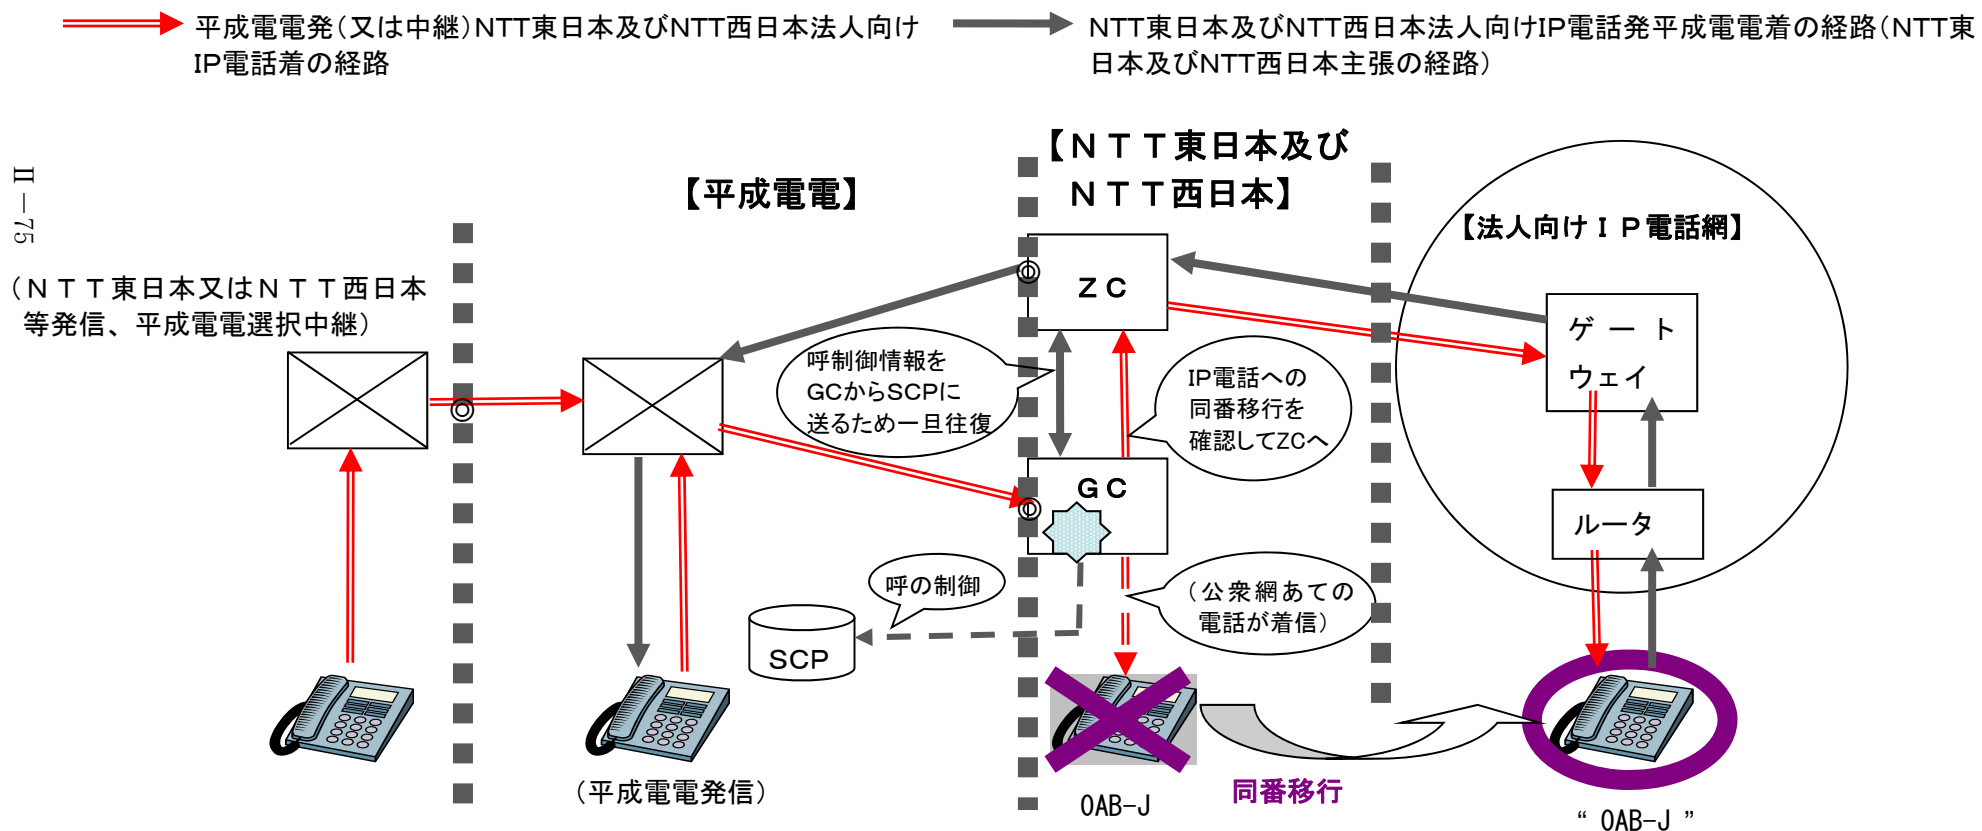 平成電電発（又は中継）NTT東日本及びNTT西日本法人向け
IP電話着の経路
NTT東日本及びNTT西日本法人向けIP電話発平成電電着の経路（NTT東
日本及びNTT西日本主張の経路）
Ⅱ－75
【平成電電】
【ＮＴＴ東日本及び
ＮＴＴ西日本】
【法人向けＩＰ電話網】
（ＮＴＴ東日本又はＮＴＴ西日本
等発信、平成電電選択中継）
ＺＣ
ゲート
ウェイ
呼制御情報を
GCからSCPに
送るため一旦往復
IP電話への
同番移行を
確認してZCへ
ＧＣ
ルータ
呼の制御
（公衆網あての
電話が着信）
SCP
（平成電電発信）
0AB-J
同番移行
“ 0AB-J ”